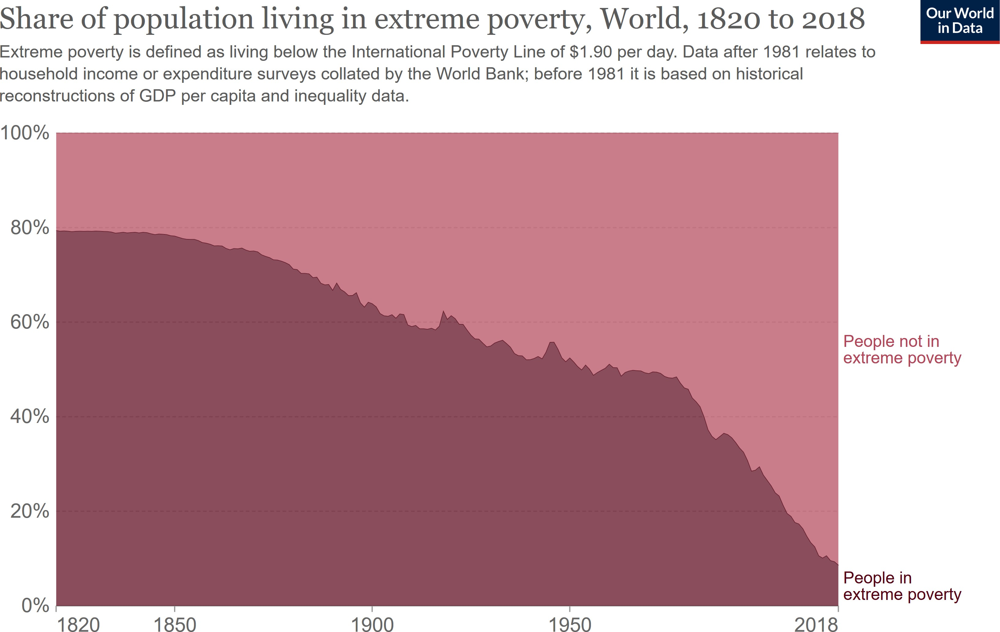 Share of population living in extreme poverty, World, 1820 to 2018
Our World
in Data
Extreme poverty is defined as living below the International Poverty Line of $1.90 per day. Data after 1981 relates to
household income or expenditure surveys collated by the World Bank; before 1981 it is based on historical
reconstructions of GDP per capita and inequality data.
100%
80%
60%
40%
20%
0%
People not in
extreme poverty
People in
extreme poverty
1820
1850
1900
1950
2018